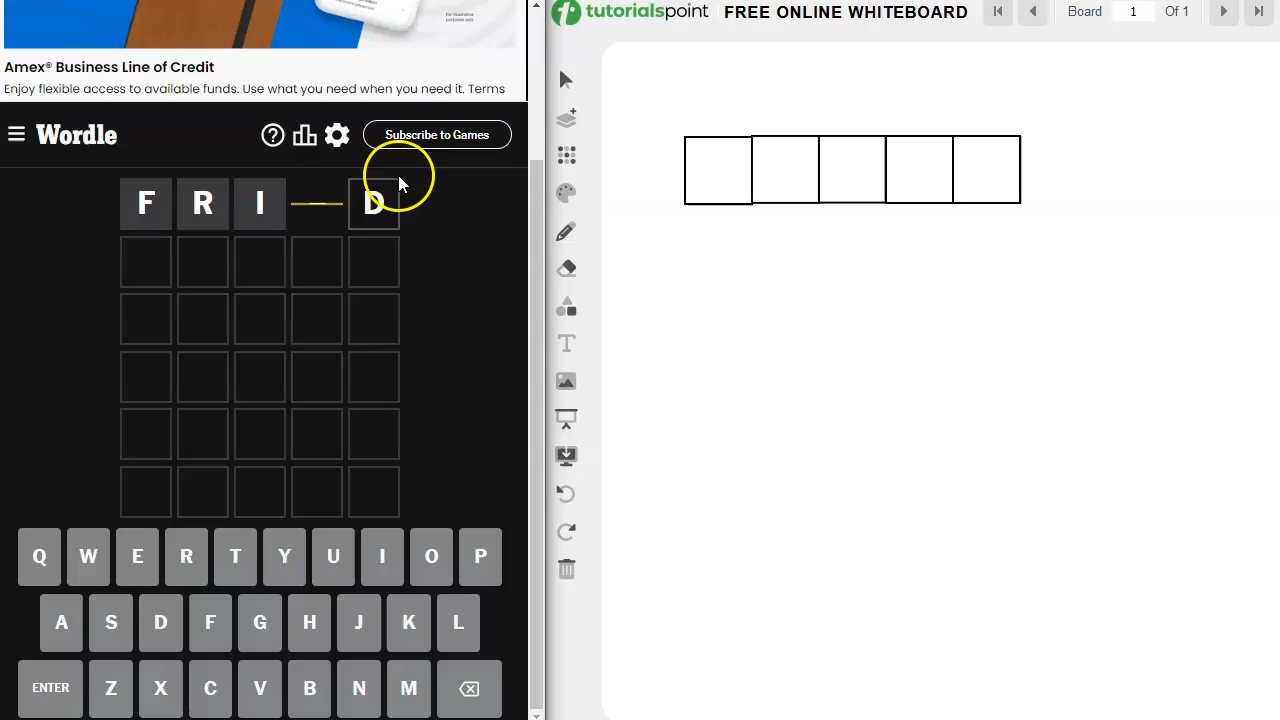 Amex® Business Line of Credit
Enjoy flexible access to available funds. Use what you need when you need it. Terms
Wordle
Subscribe to Games
F R I D
Q W E R T Y U I O P
A S D F G H J K L
ENTER Z X C V B N M
tutorialspoint FREE ONLINE WHITEBOARD Board 1 Of 1
T